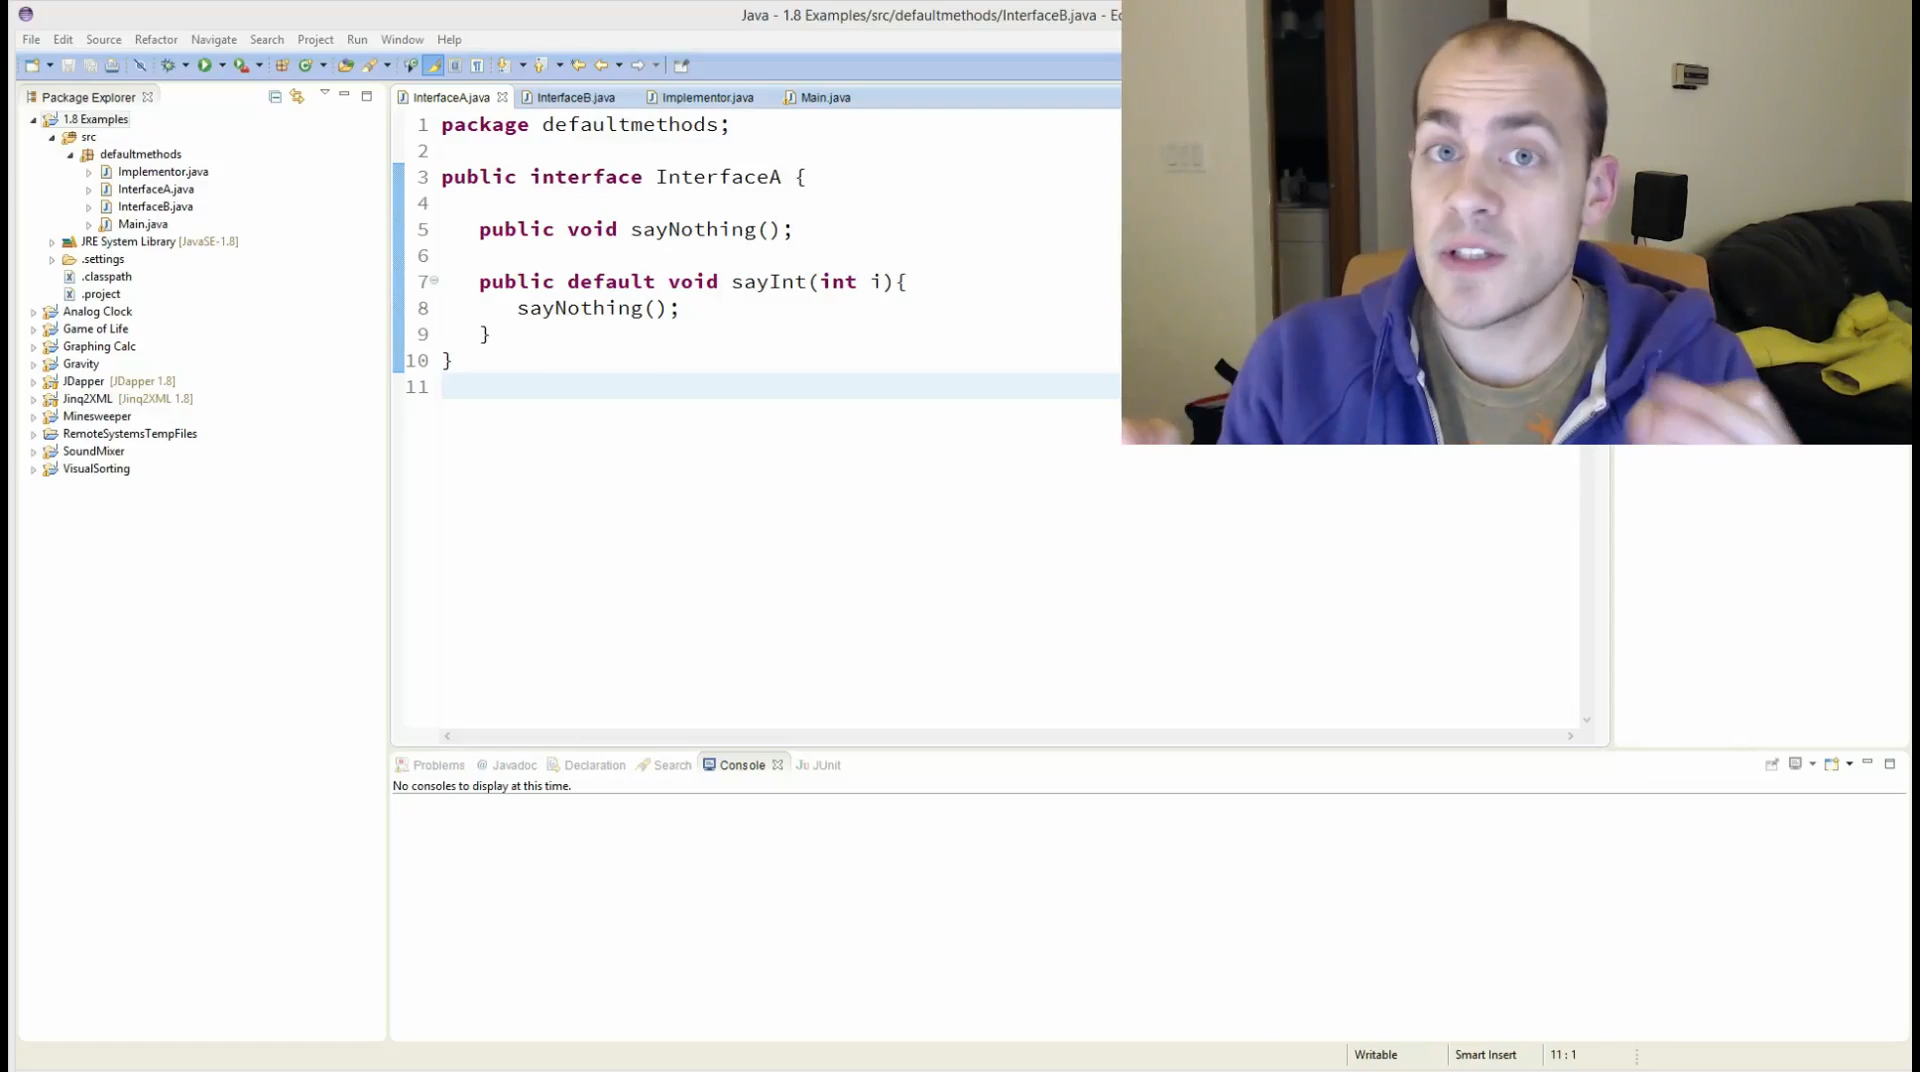 Java - 1.8 Examples/src/defaultmethods/InterfaceB.java - Ec
File Edit Source Refactor Navigate Search Project Run Window Help
Package Explorer
InterfaceA.java InterfaceB.java Implementor.java Main.java
1.8 Examples
src
defaultmethods
Implementor.java
InterfaceA.java
InterfaceB.java
Main.java
JRE System Library [JavaSE-1.8]
.settings
.classpath
.project
Analog Clock
Game of Life
Graphing Calc
Gravity
JDapper [JDapper 1.8]
Jinq2XML [Jinq2XML 1.8]
Minesweeper
RemoteSystemsTempFiles
SoundMixer
VisualSorting
1 package defaultmethods;
2
3 public interface InterfaceA {
4
5 public void sayNothing();
6
7 public default void sayInt(int i){
8 sayNothing();
9 }
10 }
11
Problems @ Javadoc Declaration Search Console JUnit
No consoles to display at this time.
Writable Smart Insert 11 : 1